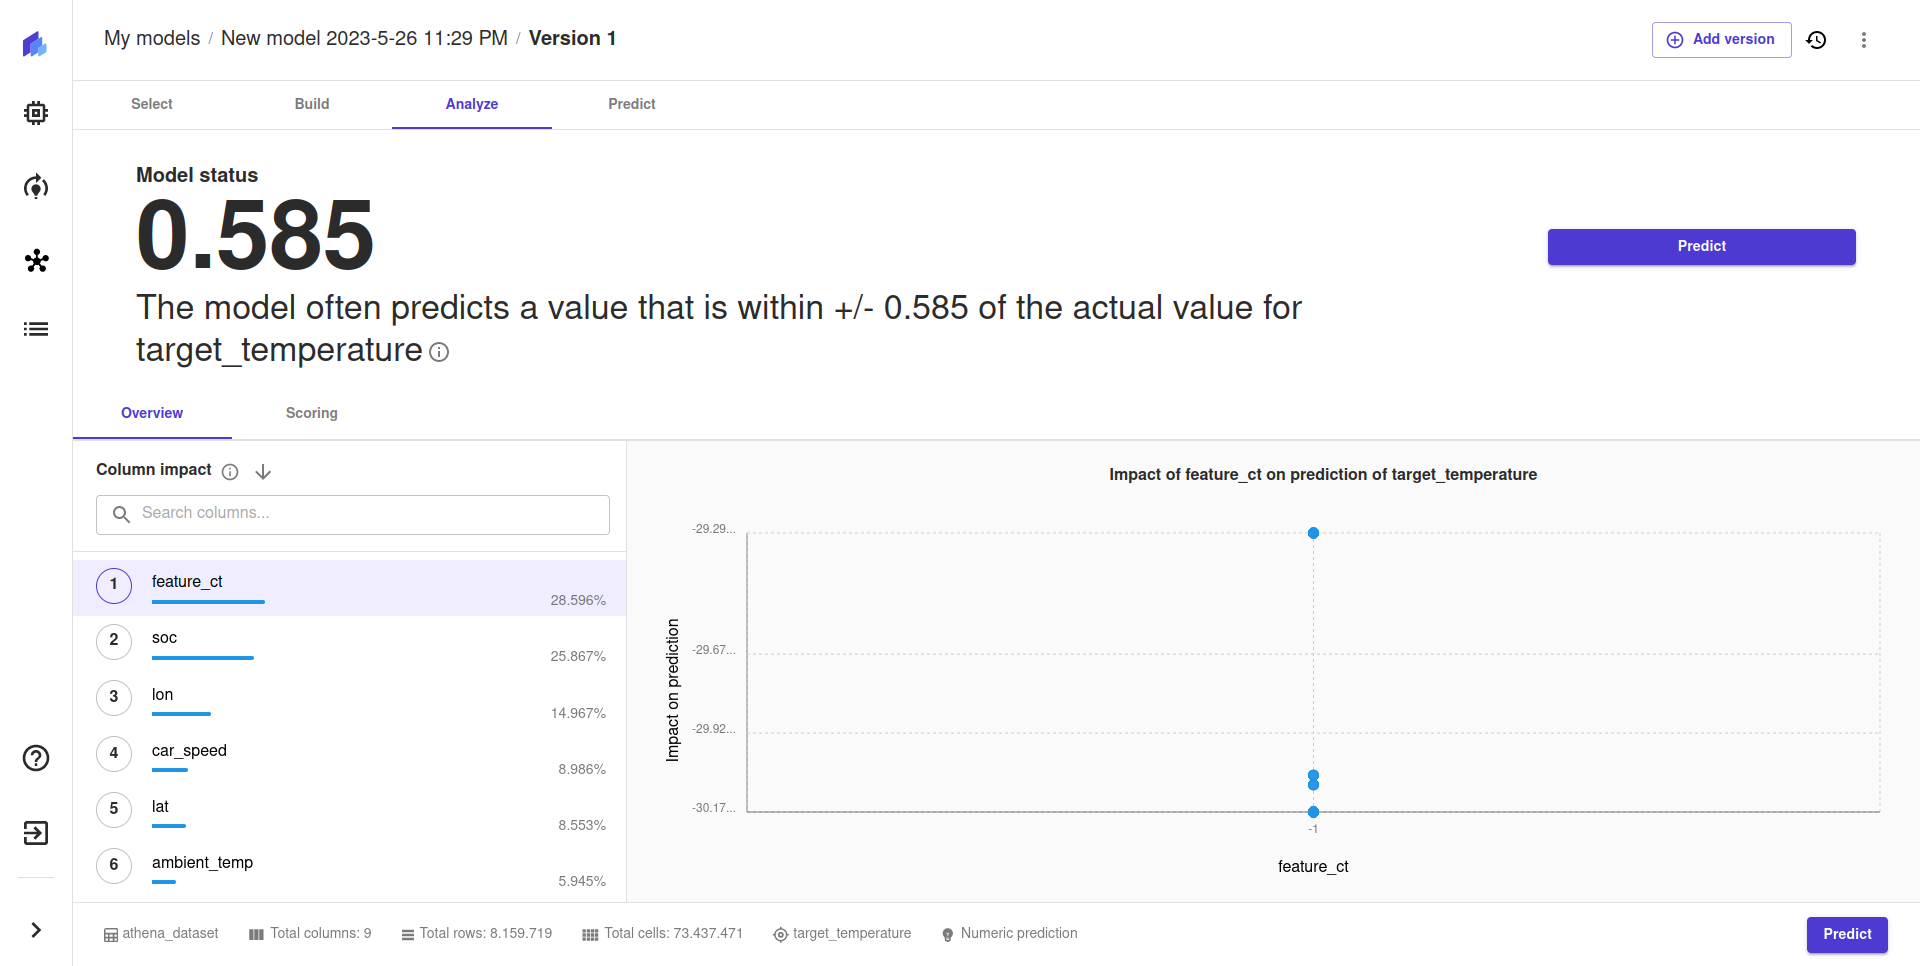 My models / New model 2023-5-26 11:29 PM / Version 1
Add version
Select Build Analyze Predict
Model status
0.585
Predict
The model often predicts a value that is within +/- 0.585 of the actual value for
target_temperature
Overview Scoring
Column impact
Search columns...
1 feature_ct
28.596%
2 soc
25.867%
3 lon
14.967%
4 car_speed
8.986%
5 lat
8.553%
6 ambient_temp
5.945%
Impact of feature_ct on prediction of target_temperature
-29.29...
-29.67...
-29.92...
-30.17...
Impact on prediction
-1
feature_ct
athena_dataset Total columns: 9 Total rows: 8.159.719 Total cells: 73.437.471 target_temperature Numeric prediction
Predict